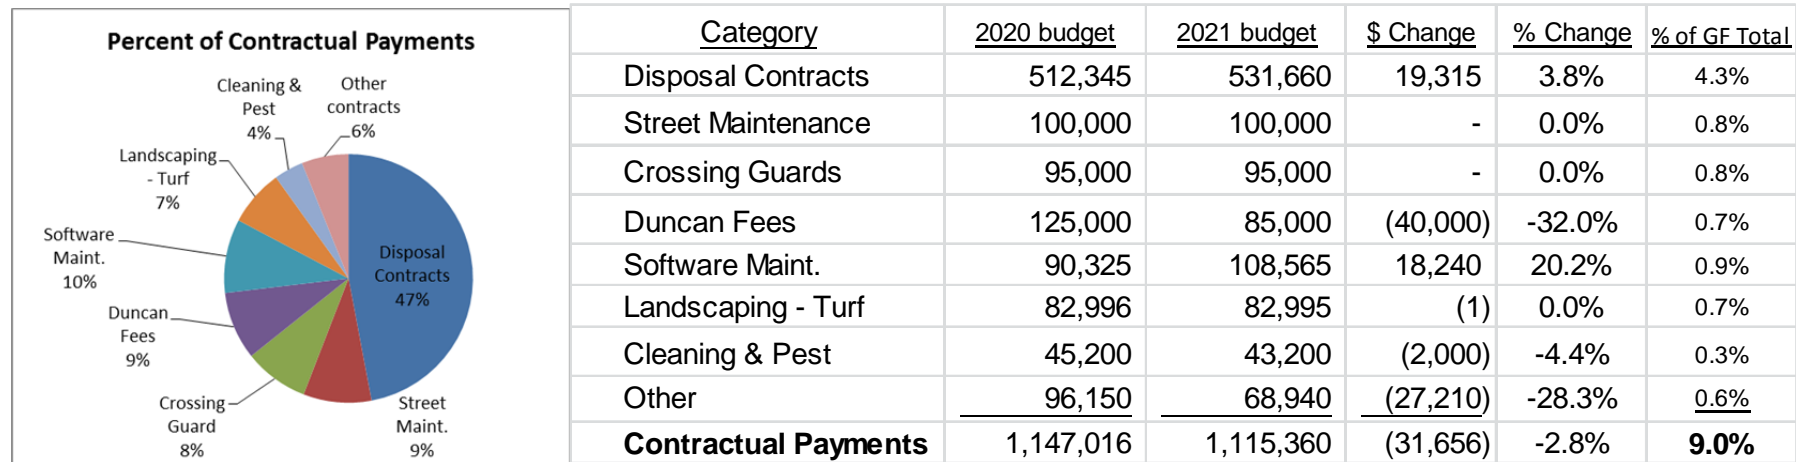 Percent of Contractual Payments
Cleaning &
Pest
4%
Other
contracts
6%
Landscaping
- Turf
7%
Software
Maint.
10%
Disposal
Contracts
47%
Duncan
Fees
9%
Crossing
Guard
8%
Street
Maint.
9%
Category 2020 budget 2021 budget $ Change % Change % of GF Total
Disposal Contracts 512,345 531,660 19,315 3.8% 4.3%
Street Maintenance 100,000 100,000 - 0.0% 0.8%
Crossing Guards 95,000 95,000 - 0.0% 0.8%
Duncan Fees 125,000 85,000 (40,000) -32.0% 0.7%
Software Maint. 90,325 108,565 18,240 20.2% 0.9%
Landscaping - Turf 82,996 82,995 (1) 0.0% 0.7%
Cleaning & Pest 45,200 43,200 (2,000) -4.4% 0.3%
Other 96,150 68,940 (27,210) -28.3% 0.6%
Contractual Payments 1,147,016 1,115,360 (31,656) -2.8% 9.0%